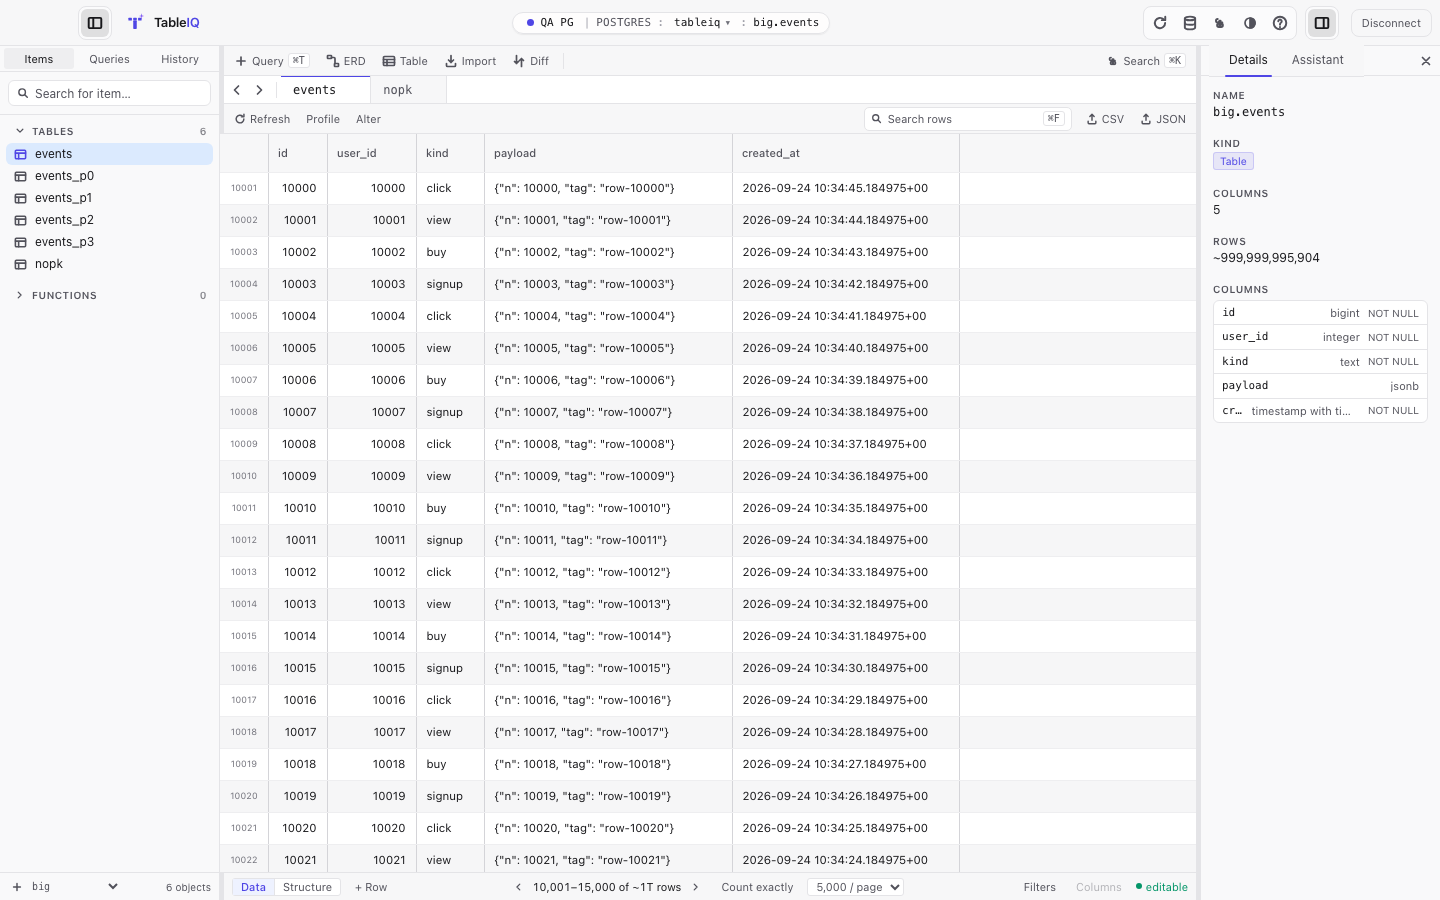 TableIQ
QA PG | POSTGRES : tableiq ▾ : big.events
Disconnect
Items Queries History
Search for item...
TABLES 6
events
events_p0
events_p1
events_p2
events_p3
nopk
FUNCTIONS 0
+ big 6 objects
+ Query ⌘T ERD Table Import Diff Search ⌘K
events nopk
Refresh Profile Alter Search rows ⌘F CSV JSON
id user_id kind payload created_at
10001 10000 10000 click {"n": 10000, "tag": "row-10000"} 2026-09-24 10:34:45.184975+00
10002 10001 10001 view {"n": 10001, "tag": "row-10001"} 2026-09-24 10:34:44.184975+00
10003 10002 10002 buy {"n": 10002, "tag": "row-10002"} 2026-09-24 10:34:43.184975+00
10004 10003 10003 signup {"n": 10003, "tag": "row-10003"} 2026-09-24 10:34:42.184975+00
10005 10004 10004 click {"n": 10004, "tag": "row-10004"} 2026-09-24 10:34:41.184975+00
10006 10005 10005 view {"n": 10005, "tag": "row-10005"} 2026-09-24 10:34:40.184975+00
10007 10006 10006 buy {"n": 10006, "tag": "row-10006"} 2026-09-24 10:34:39.184975+00
10008 10007 10007 signup {"n": 10007, "tag": "row-10007"} 2026-09-24 10:34:38.184975+00
10009 10008 10008 click {"n": 10008, "tag": "row-10008"} 2026-09-24 10:34:37.184975+00
10010 10009 10009 view {"n": 10009, "tag": "row-10009"} 2026-09-24 10:34:36.184975+00
10011 10010 10010 buy {"n": 10010, "tag": "row-10010"} 2026-09-24 10:34:35.184975+00
10012 10011 10011 signup {"n": 10011, "tag": "row-10011"} 2026-09-24 10:34:34.184975+00
10013 10012 10012 click {"n": 10012, "tag": "row-10012"} 2026-09-24 10:34:33.184975+00
10014 10013 10013 view {"n": 10013, "tag": "row-10013"} 2026-09-24 10:34:32.184975+00
10015 10014 10014 buy {"n": 10014, "tag": "row-10014"} 2026-09-24 10:34:31.184975+00
10016 10015 10015 signup {"n": 10015, "tag": "row-10015"} 2026-09-24 10:34:30.184975+00
10017 10016 10016 click {"n": 10016, "tag": "row-10016"} 2026-09-24 10:34:29.184975+00
10018 10017 10017 view {"n": 10017, "tag": "row-10017"} 2026-09-24 10:34:28.184975+00
10019 10018 10018 buy {"n": 10018, "tag": "row-10018"} 2026-09-24 10:34:27.184975+00
10020 10019 10019 signup {"n": 10019, "tag": "row-10019"} 2026-09-24 10:34:26.184975+00
10021 10020 10020 click {"n": 10020, "tag": "row-10020"} 2026-09-24 10:34:25.184975+00
10022 10021 10021 view {"n": 10021, "tag": "row-10021"} 2026-09-24 10:34:24.184975+00
Data Structure + Row 10,001–15,000 of ~1T rows Count exactly 5,000 / page Filters Columns editable
Details Assistant
NAME
big.events
KIND
Table
COLUMNS
5
ROWS
~999,999,995,904
COLUMNS
id bigint NOT NULL
user_id integer NOT NULL
kind text NOT NULL
payload jsonb
cr… timestamp with ti… NOT NULL